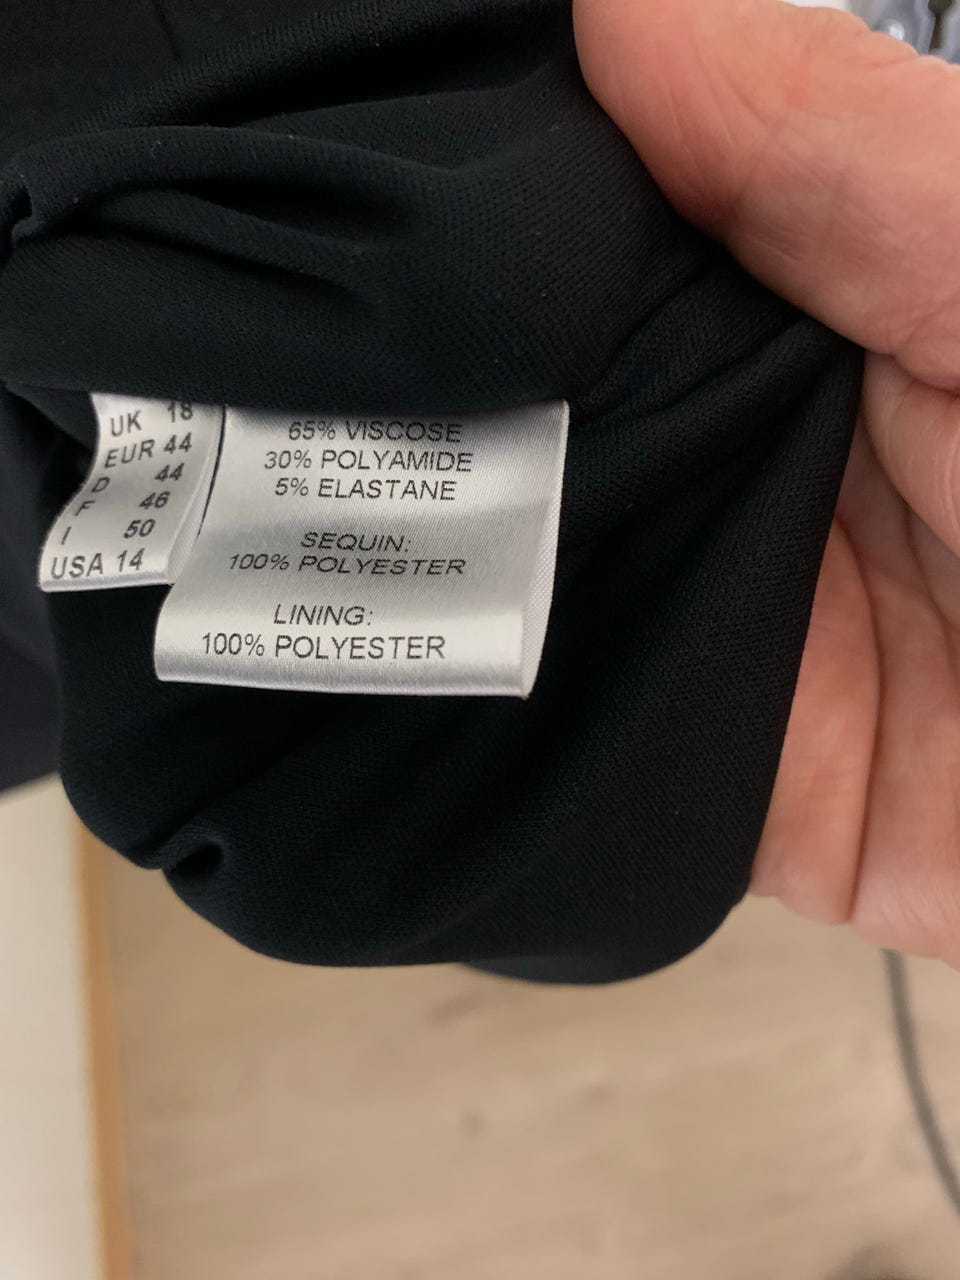 UK 18
EUR 44
D 44
F 46
I 50
USA 14
65% VISCOSE
30% POLYAMIDE
5% ELASTANE
SEQUIN:
100% POLYESTER
LINING:
100% POLYESTER